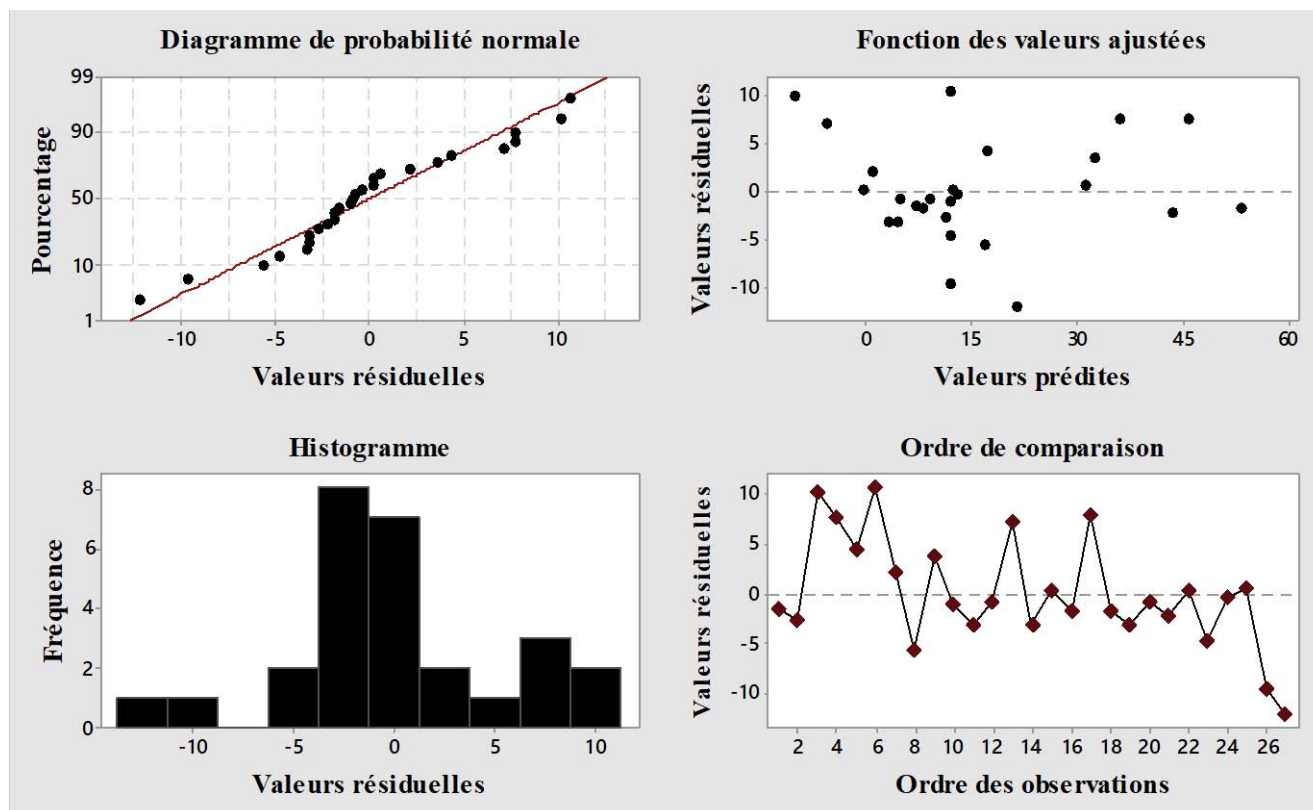 Diagramme de probabilité normale
99
90
50
10
1
Pourcentage
-10 -5 0 5 10
Valeurs résiduelles
Fonction des valeurs ajustées
10
5
0
-5
-10
Valeurs résiduelles
0 15 30 45 60
Valeurs prédites
Histogramme
8
6
4
2
0
Fréquence
-10 -5 0 5 10
Valeurs résiduelles
Ordre de comparaison
10
5
0
-5
-10
Valeurs résiduelles
2 4 6 8 10 12 14 16 18 20 22 24 26
Ordre des observations